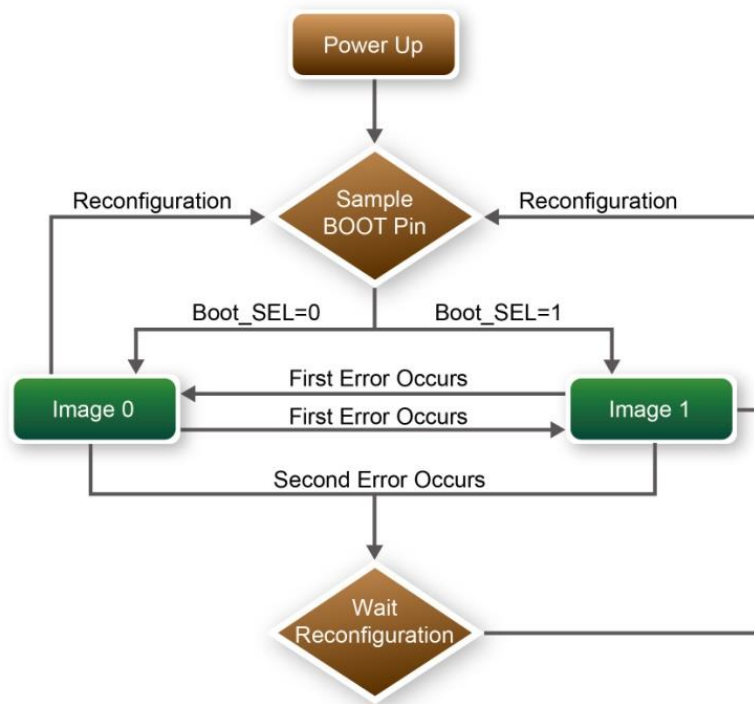 Power Up
Sample
BOOT Pin
Reconfiguration
Reconfiguration
Boot_SEL=0
Boot_SEL=1
First Error Occurs
Image 0
First Error Occurs
Image 1
Second Error Occurs
Wait
Reconfiguration